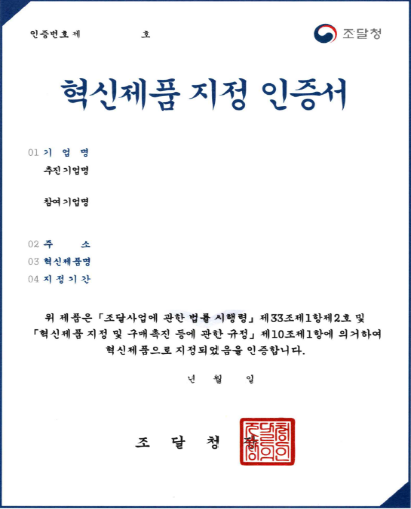 인증번호 제 호
조달청
혁신제품 지정 인증서
01 기 업 명
추진기업명
참여기업명
02 주 소
03 혁신제품명
04 지 정 기 간
위 제품은 「조달사업에 관한 법률 시행령」 제33조제1항제2호 및
「혁신제품 지정 및 구매촉진 등에 관한 규정」 제10조제1항에 의거하여
혁신제품으로 지정되었음을 인증합니다.
년 월 일
조 달 청 장